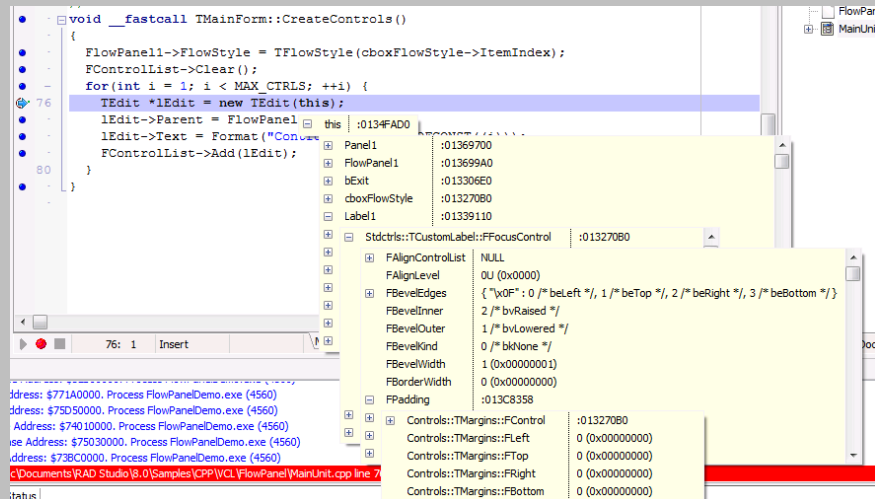 FlowPan
void __fastcall TMainForm::CreateControls()
MainUni
{
FlowPanel1->FlowStyle = TFlowStyle(cboxFlowStyle->ItemIndex);
FControlList->Clear();
for(int i = 1; i < MAX_CTRLS; ++i) {
76 TEdit *lEdit = new TEdit(this);
lEdit->Parent = FlowPanel
this :0134FAD0
lEdit->Text = Format("Cont
Panel1 :01369700
FControlList->Add(lEdit);
FlowPanel1 :013699A0
80 }
bExit :013306E0
}
cboxFlowStyle :013270B0
Label1 :01339110
Stdctrls::TCustomLabel::FFocusControl :013270B0
FAlignControlList NULL
FAlignLevel 0U (0x0000)
FBevelEdges { "\x0F" : 0 /* beLeft */, 1 /* beTop */, 2 /* beRight */, 3 /* beBottom */ }
FBevelInner 2 /* bvRaised */
FBevelOuter 1 /* bvLowered */
76: 1 Insert
FBevelKind 0 /* bkNone */
FBevelWidth 1 (0x00000001)
FBorderWidth 0 (0x00000000)
ddress: $771A0000. Process FlowPanelDemo.exe (4560)
FPadding :013C8358
ddress: $75D50000. Process FlowPanelDemo.exe (4560)
Controls::TMargins::FControl :013270B0
Address: $74010000. Process FlowPanelDemo.exe (4560)
Controls::TMargins::FLeft 0 (0x00000000)
se Address: $75030000. Process FlowPanelDemo.exe (4560)
Controls::TMargins::FTop 0 (0x00000000)
ddress: $73BC0000. Process FlowPanelDemo.exe (4560)
Controls::TMargins::FRight 0 (0x00000000)
c\Documents\RAD Studio\8.0\Samples\CPP\VCL\FlowPanel\MainUnit.cpp line 7
Controls::TMargins::FBottom 0 (0x00000000)
Status